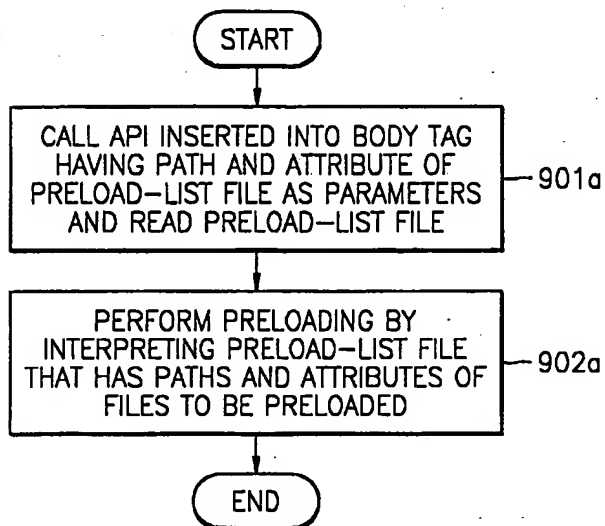 START
CALL API INSERTED INTO BODY TAG
HAVING PATH AND ATTRIBUTE OF
PRELOAD-LIST FILE AS PARAMETERS
AND READ PRELOAD-LIST FILE
901a
PERFORM PRELOADING BY
INTERPRETING PRELOAD-LIST FILE
THAT HAS PATHS AND ATTRIBUTES OF
FILES TO BE PRELOADED
902a
END